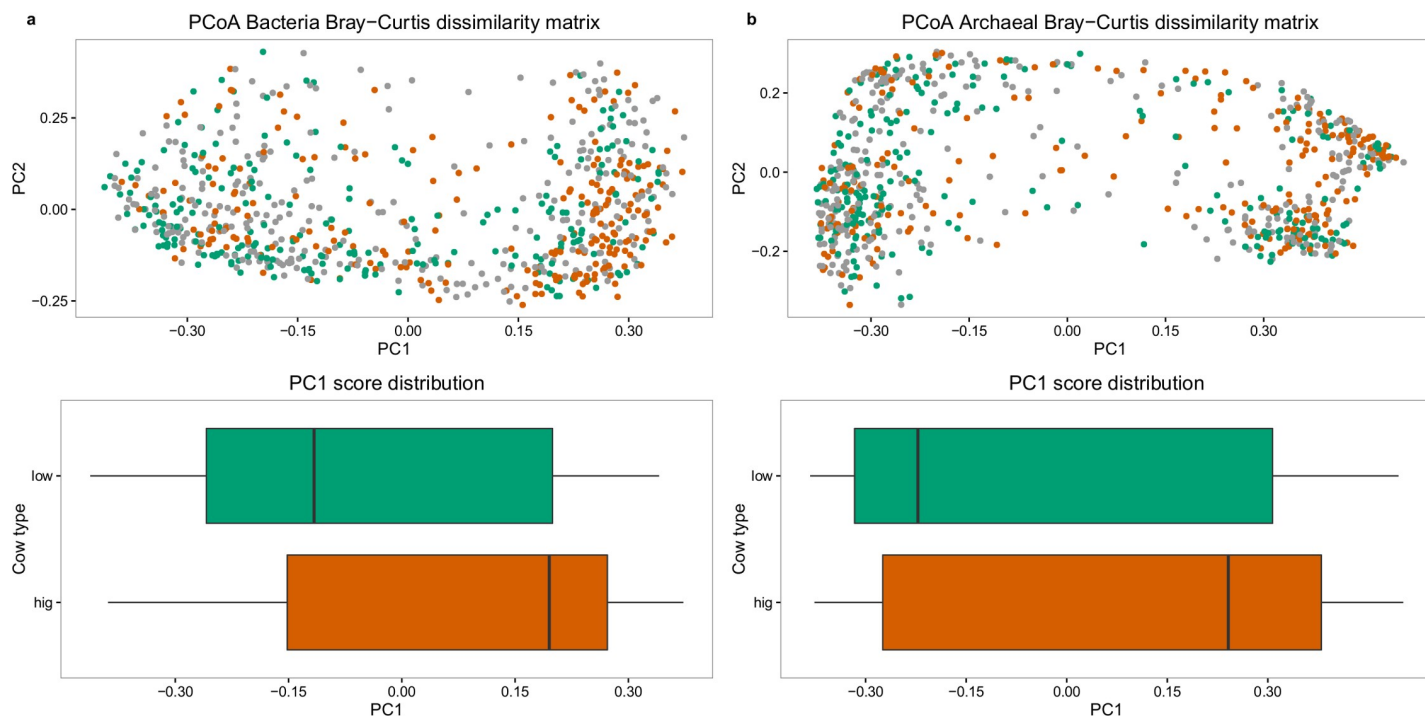 a
PCoA Bacteria Bray−Curtis dissimilarity matrix
PC2
0.25
0.00
−0.25
−0.30
−0.15
0.00
0.15
0.30
PC1
b
PCoA Archaeal Bray−Curtis dissimilarity matrix
PC2
0.2
0.0
−0.2
−0.30
−0.15
0.00
0.15
0.30
PC1
PC1 score distribution
Cow type
low
hig
−0.30
−0.15
0.00
0.15
0.30
PC1
PC1 score distribution
Cow type
low
hig
−0.30
−0.15
0.00
0.15
0.30
PC1